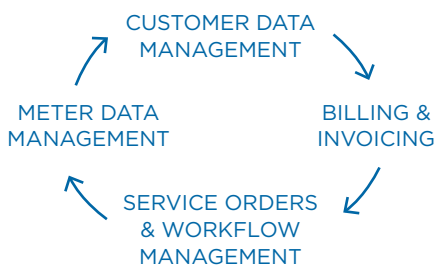 CUSTOMER DATA
MANAGEMENT
METER DATA
MANAGEMENT
BILLING &
INVOICING
SERVICE ORDERS
& WORKFLOW
MANAGEMENT